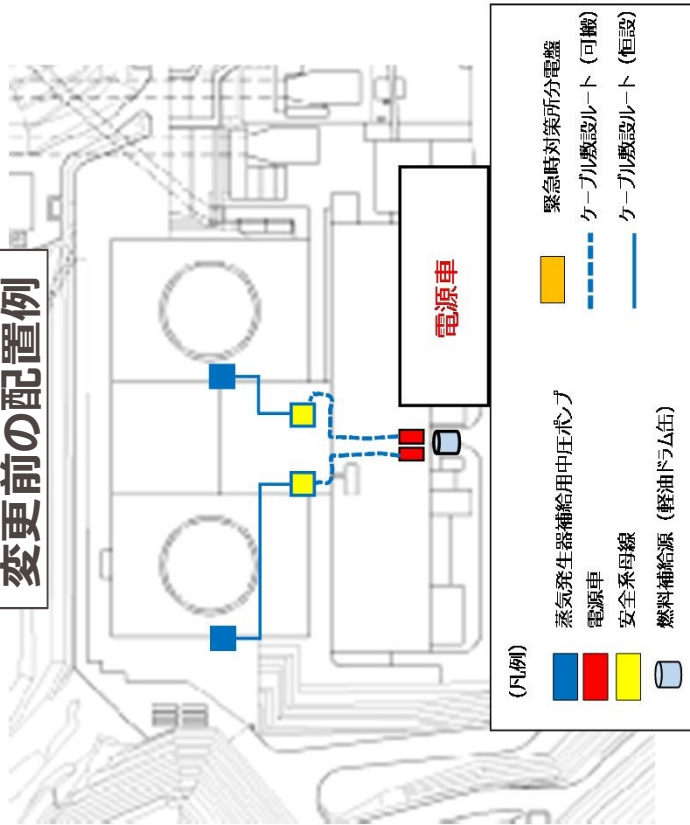 変更前の配置例
電源車
(凡例)
蒸気発生器補給用中圧ポンプ
電源車
安全系母線
燃料補給源（軽油ドラム缶）
緊急時対策所分電盤
ケーブル敷設ルート（可搬）
ケーブル敷設ルート（恒設）